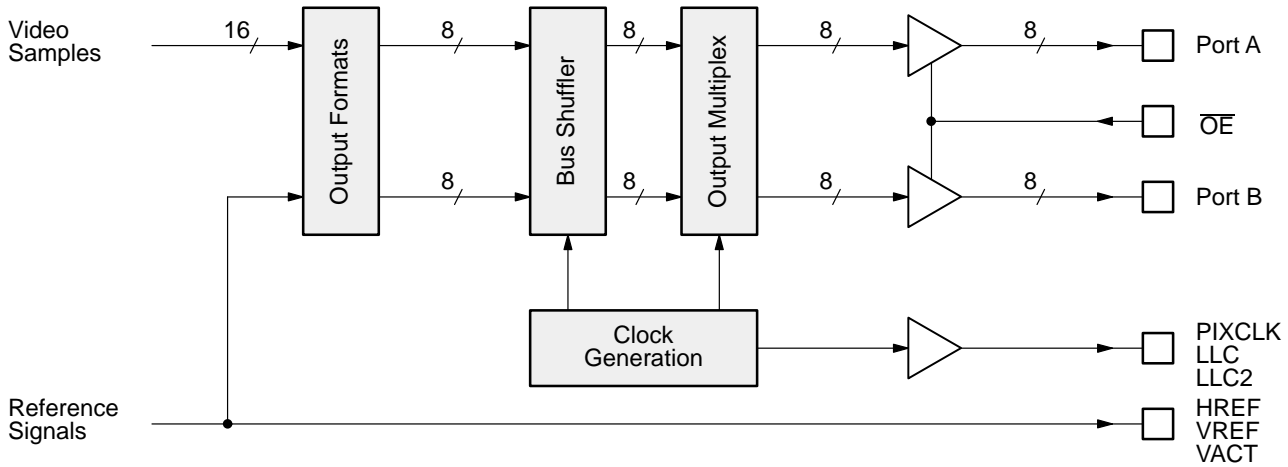 Video
Samples
16
Output Formats
8
8
Bus Shuffler
8
8
Output Multiplex
8
8
8
8
Port A
OE
Port B
Clock
Generation
PIXCLK
LLC
LLC2
Reference
Signals
HREF
VREF
VACT